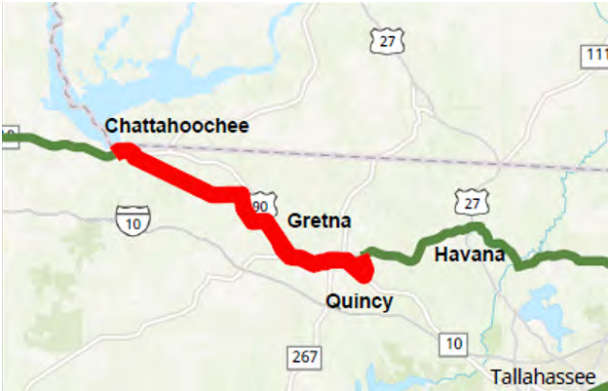 27
111
Chattahoochee
90
10
Gretna
27
Havana
Quincy
10
267
Tallahassee